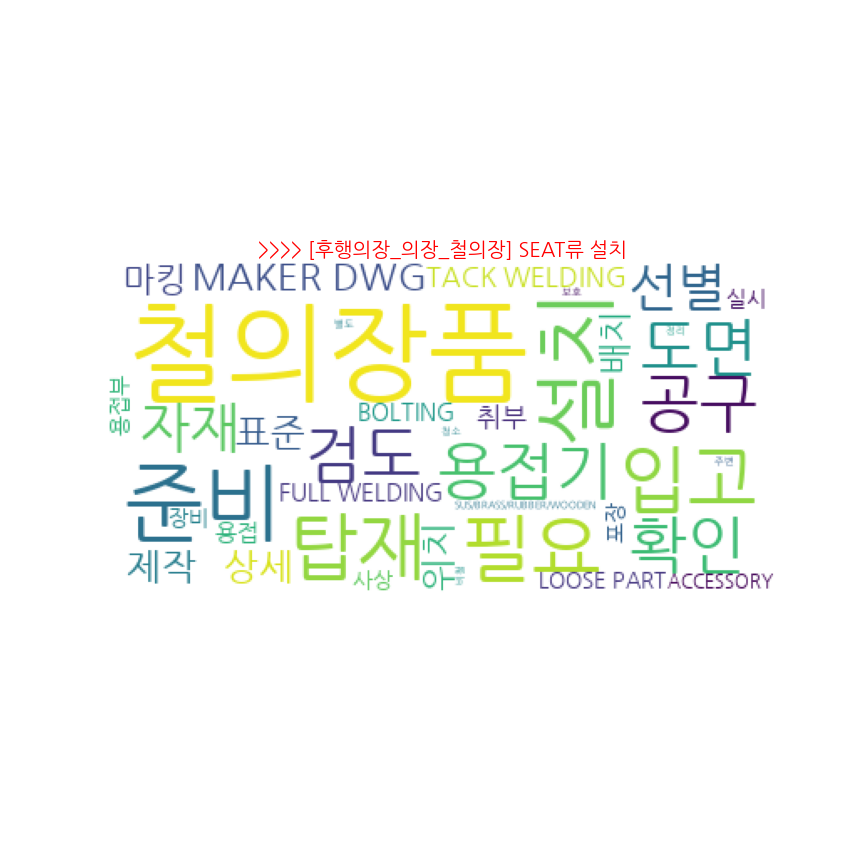 >>>> [후행의장_의장_철의장] SEAT류 설치
마킹
MAKER DWG
TACK WELDING
선별
실시
보호
철의장품
별도
설치
배치
정리
도면
공구
용접부
자재
표준
BOLTING
취부
청소
검도
용접기
입고
주변
준비
장비
용접
FULL WELDING
SUS/BRASS/RUBBER/WOODEN
탑재
필요
포장
확인
위치
제작
상세
사상
LOOSE PART
ACCESSORY